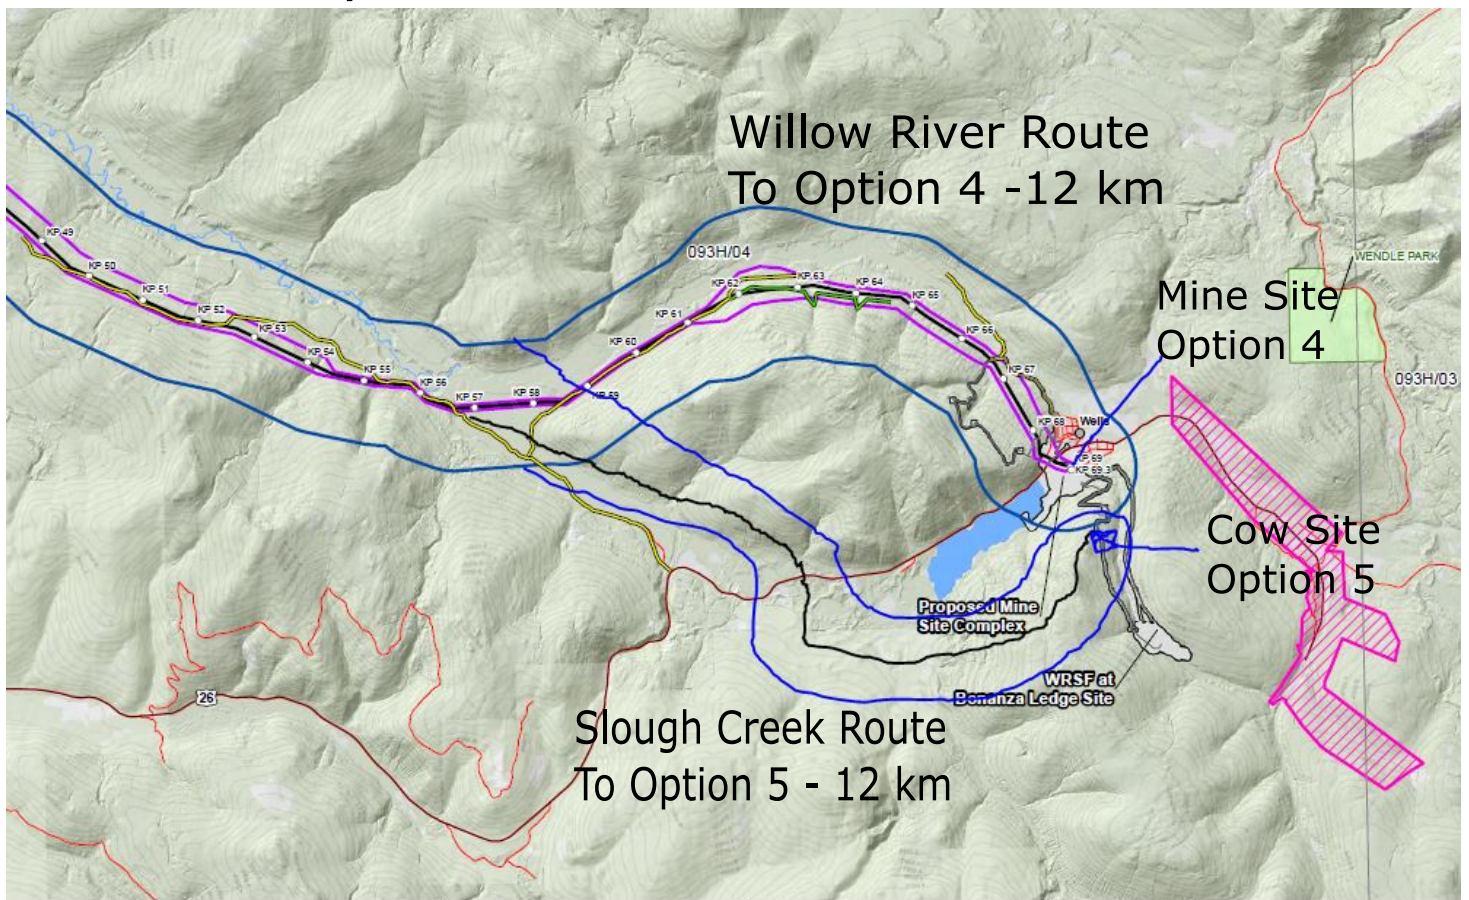 Willow River Route
To Option 4 -12 km
093H/04
WENDLE PARK
Mine Site
Option 4
093H/03
KP 49
KP 50
KP 51
KP 52
KP 53
KP 54
KP 55
KP 56
KP 57
KP 58
KP 59
KP 60
KP 61
KP 62
KP 63
KP 64
KP 65
KP 66
KP 67
KP 68
Wells
KP 69
KP 69.3
Cow Site
Option 5
Proposed Mine
Site Complex
WRSF at
Bonanza Ledge Site
26
Slough Creek Route
To Option 5 - 12 km